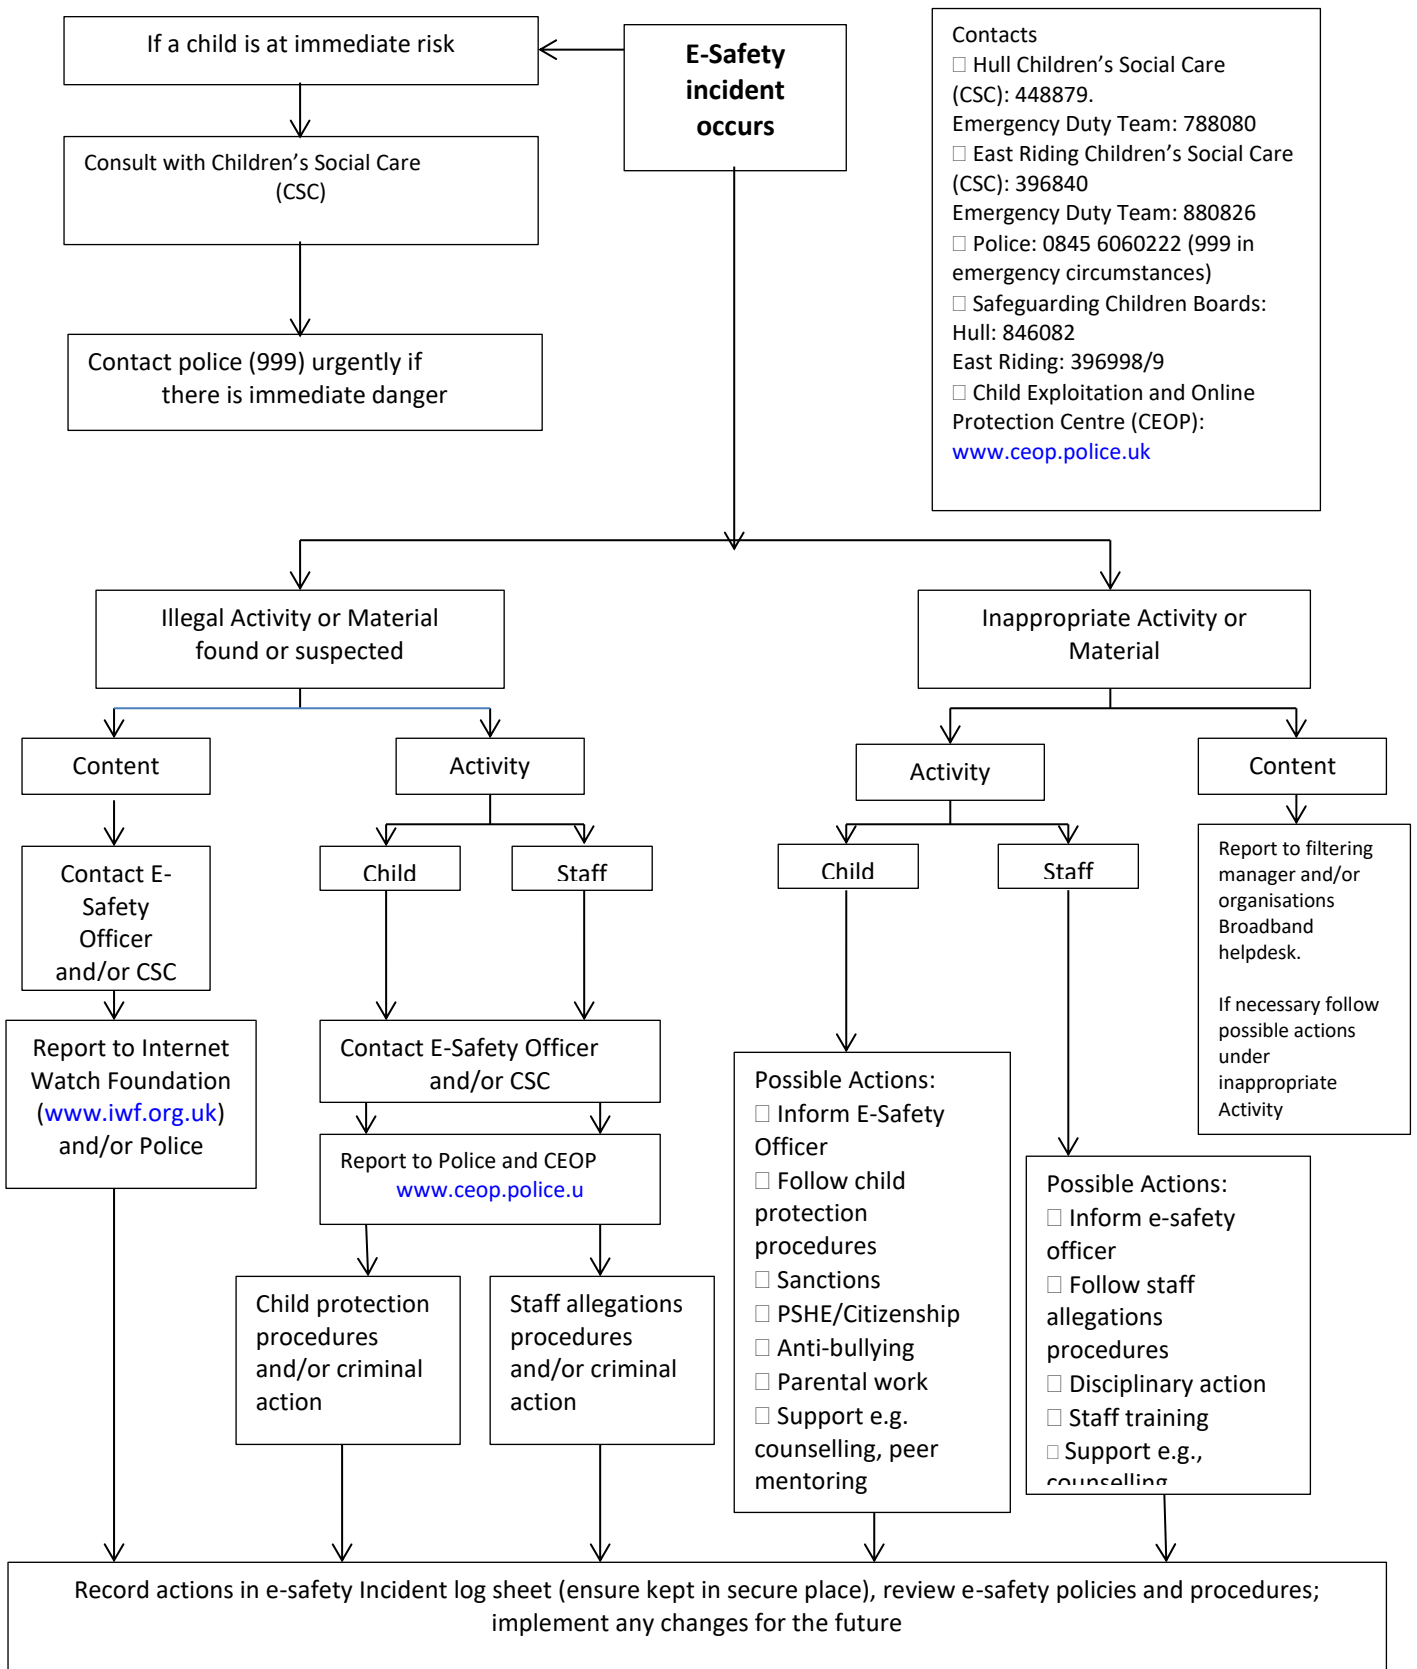 If a child is at immediate risk
E-Safety
incident
occurs
Consult with Children’s Social Care
(CSC)
Contact police (999) urgently if
there is immediate danger
Contacts
□ Hull Children’s Social Care
(CSC): 448879.
Emergency Duty Team: 788080
□ East Riding Children’s Social Care
(CSC): 396840
Emergency Duty Team: 880826
□ Police: 0845 6060222 (999 in
emergency circumstances)
□ Safeguarding Children Boards:
Hull: 846082
East Riding: 396998/9
□ Child Exploitation and Online
Protection Centre (CEOP):
www.ceop.police.uk
Illegal Activity or Material
found or suspected
Inappropriate Activity or
Material
Content
Activity
Activity
Content
Contact E-
Safety
Officer
and/or CSC
Child
Staff
Child
Staff
Report to filtering
manager and/or
organisations
Broadband
helpdesk.
If necessary follow
possible actions
under
inappropriate
Activity
Report to Internet
Watch Foundation
(www.iwf.org.uk)
and/or Police
Contact E-Safety Officer
and/or CSC
Report to Police and CEOP
www.ceop.police.u
Child protection
procedures
and/or criminal
action
Staff allegations
procedures
and/or criminal
action
Possible Actions:
□ Inform E-Safety
Officer
□ Follow child
protection
procedures
□ Sanctions
□ PSHE/Citizenship
□ Anti-bullying
□ Parental work
□ Support e.g.
counselling, peer
mentoring
Possible Actions:
□ Inform e-safety
officer
□ Follow staff
allegations
procedures
□ Disciplinary action
□ Staff training
□ Support e.g.,
counselling
Record actions in e-safety Incident log sheet (ensure kept in secure place), review e-safety policies and procedures;
implement any changes for the future